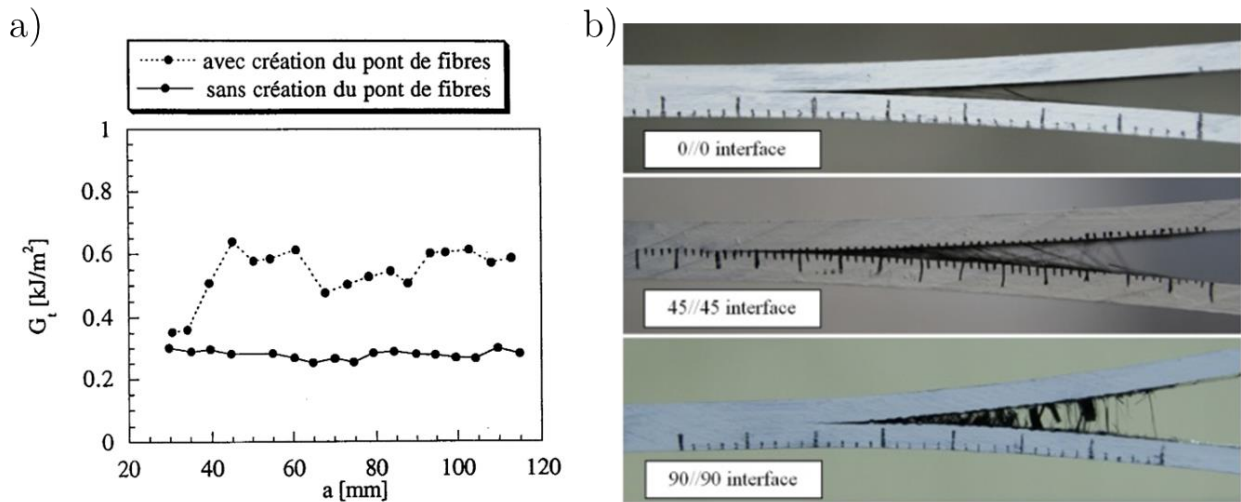 a)
avec création du pont de fibres
sans création du pont de fibres
1
0.8
0.6
0.4
0.2
0
G_t [kJ/m²]
20 40 60 80 100 120
a [mm]
b)
0//0 interface
45//45 interface
90//90 interface